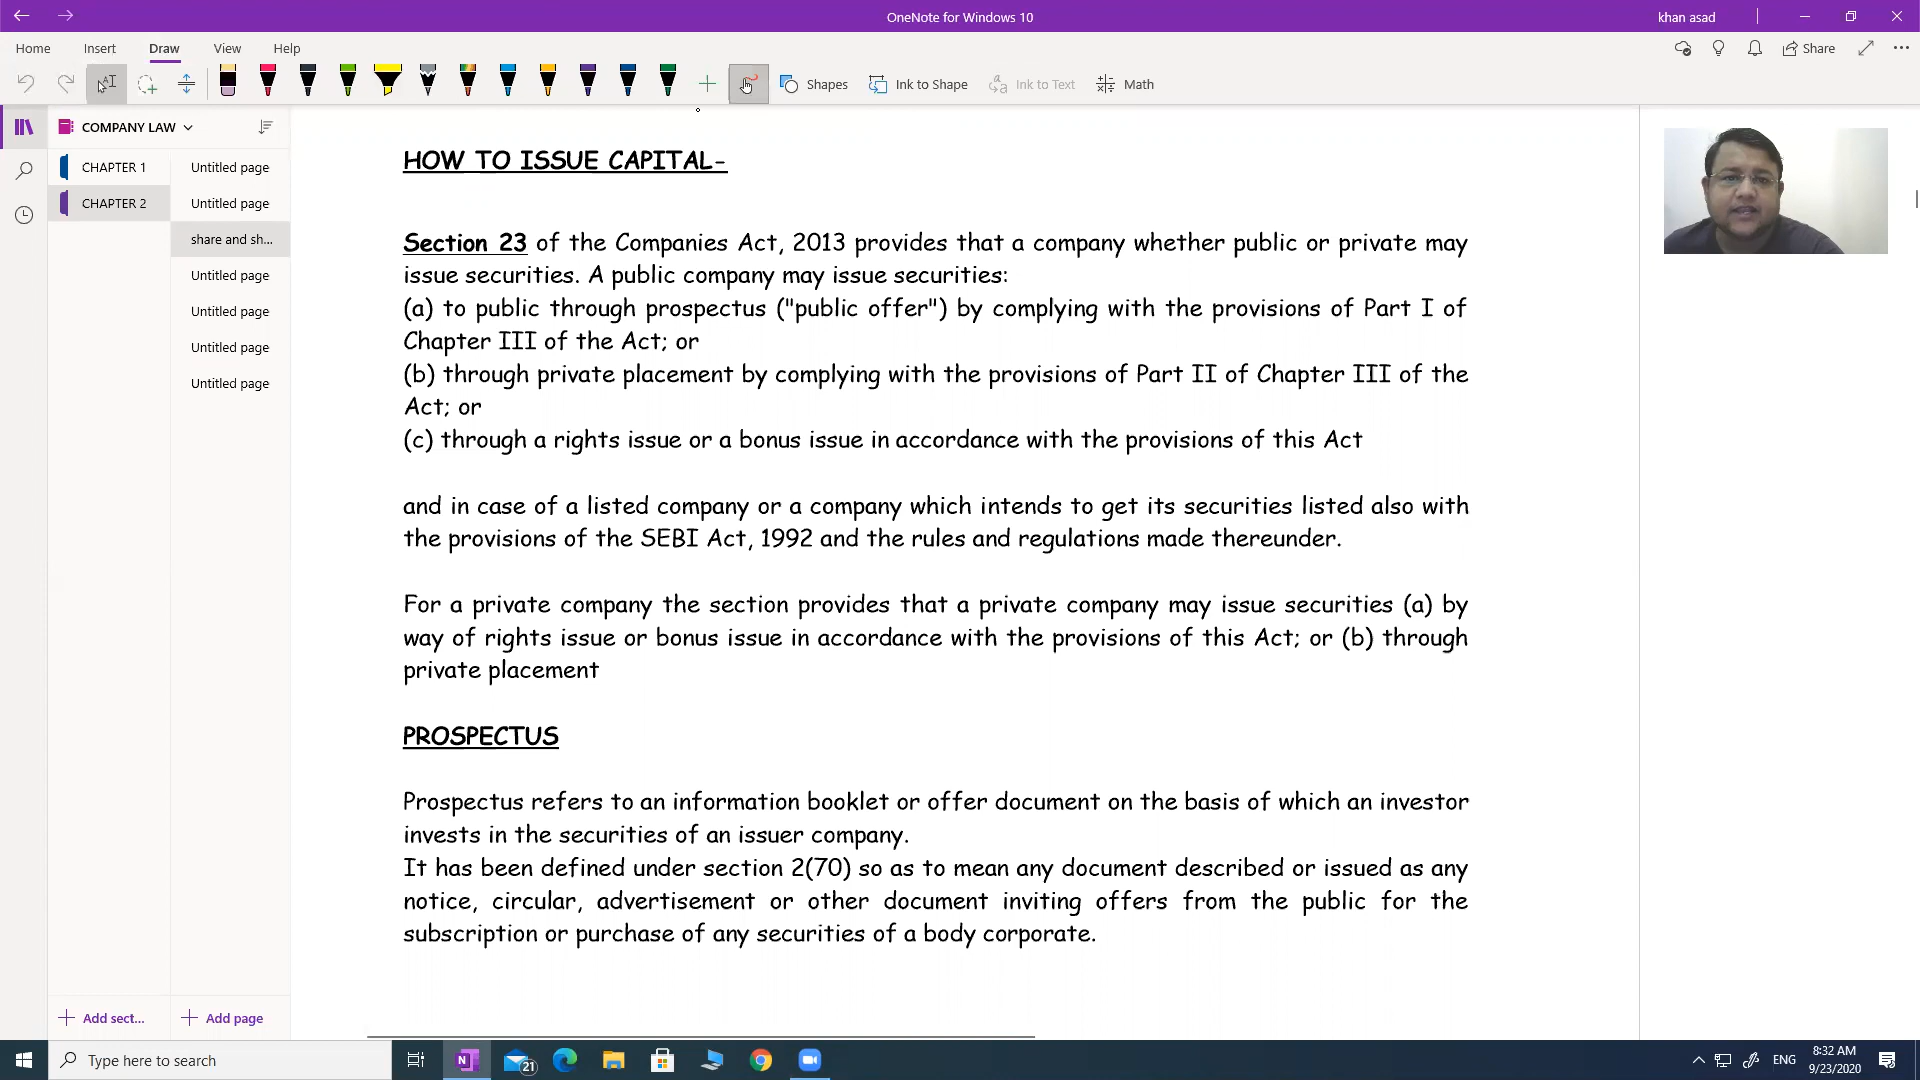 OneNote for Windows 10
khan asad
Home Insert Draw View Help
Share
Shapes Ink to Shape Ink to Text Math
COMPANY LAW
CHAPTER 1
CHAPTER 2
Untitled page
Untitled page
share and sh...
Untitled page
Untitled page
Untitled page
Untitled page
HOW TO ISSUE CAPITAL-
Section 23 of the Companies Act, 2013 provides that a company whether public or private may
issue securities. A public company may issue securities:
(a) to public through prospectus ("public offer") by complying with the provisions of Part I of
Chapter III of the Act; or
(b) through private placement by complying with the provisions of Part II of Chapter III of the
Act; or
(c) through a rights issue or a bonus issue in accordance with the provisions of this Act
and in case of a listed company or a company which intends to get its securities listed also with
the provisions of the SEBI Act, 1992 and the rules and regulations made thereunder.
For a private company the section provides that a private company may issue securities (a) by
way of rights issue or bonus issue in accordance with the provisions of this Act; or (b) through
private placement
PROSPECTUS
Prospectus refers to an information booklet or offer document on the basis of which an investor
invests in the securities of an issuer company.
It has been defined under section 2(70) so as to mean any document described or issued as any
notice, circular, advertisement or other document inviting offers from the public for the
subscription or purchase of any securities of a body corporate.
Add sect... Add page
Type here to search
21
ENG
8:32 AM
9/23/2020